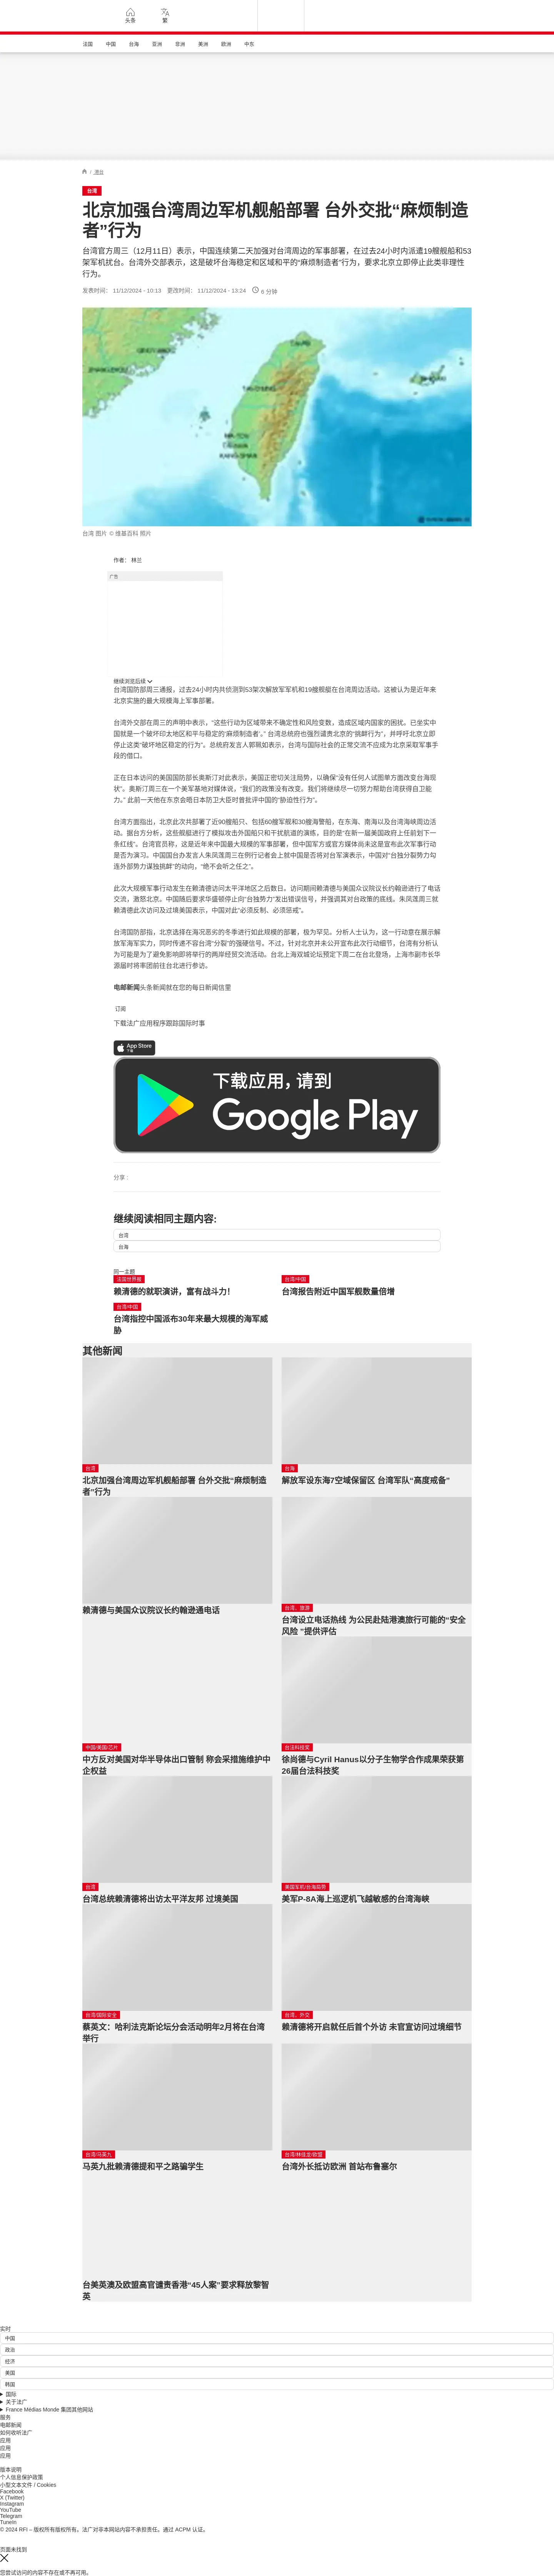 头条
繁
法国 中国 台海 亚洲 非洲 美洲 欧洲 中东
/ 港台
台湾
北京加强台湾周边军机舰船部署 台外交批“麻烦制造
者”行为
台湾官方周三（12月11日）表示，中国连续第二天加强对台湾周边的军事部署，在过去24小时内派遣19艘舰船和53
架军机扰台。台湾外交部表示，这是破坏台海稳定和区域和平的“麻烦制造者”行为，要求北京立即停止此类非理性
行为。
发表时间： 11/12/2024 - 10:13 更改时间： 11/12/2024 - 13:24 6 分钟
台湾 图片 © 维基百科 照片
作者： 林兰
广告
继续浏览后续
台湾国防部周三通报，过去24小时内共侦测到53架次解放军军机和19艘舰艇在台湾周边活动。这被认为是近年来
北京实施的最大规模海上军事部署。
台湾外交部在周三的声明中表示，“这些行动为区域带来不确定性和风险变数，造成区域内国家的困扰。已坐实中
国就是一个破坏印太地区和平与稳定的‘麻烦制造者’。” 台湾总统府也强烈谴责北京的“挑衅行为”，并呼吁北京立即
停止这类“破坏地区稳定的行为”。总统府发言人郭雅如表示，台湾与国际社会的正常交流不应成为北京采取军事手
段的借口。
正在日本访问的美国国防部长奥斯汀对此表示，美国正密切关注局势，以确保“没有任何人试图单方面改变台海现
状”。奥斯汀周三在一个美军基地对媒体说，“我们的政策没有改变。我们将继续尽一切努力帮助台湾获得自卫能
力。” 此前一天他在东京会晤日本防卫大臣时曾批评中国的“胁迫性行为”。
台湾方面指出，北京此次共部署了近90艘船只、包括60艘军舰和30艘海警船，在东海、南海以及台湾海峡周边活
动。据台方分析，这些舰艇进行了模拟攻击外国船只和干扰航道的演练，目的是“在新一届美国政府上任前划下一
条红线”。台湾官员称，这是近年来中国最大规模的军事部署，但中国军方或官方媒体尚未这是宣布此次军事行动
是否为演习。中国国台办发言人朱凤莲周三在例行记者会上就中国是否将对台军演表示，中国对“台独分裂势力勾
连外部势力谋独挑衅”的动向，“绝不会听之任之”。
此次大规模军事行动发生在赖清德访问太平洋地区之后数日。访问期间赖清德与美国众议院议长约翰逊进行了电话
交流，激怒北京。中国随后要求华盛顿停止向“台独势力”发出错误信号，并强调其对台政策的底线。朱凤莲周三就
赖清德此次访问及过境美国表示，中国对此“必须反制、必须惩戒”。
台湾国防部指，北京选择在海况恶劣的冬季进行如此规模的部署，极为罕见。分析人士认为，这一行动意在展示解
放军海军实力，同时传递不容台湾“分裂”的强硬信号。不过，针对北京并未公开宣布此次行动细节，台湾有分析认
为可能是为了避免影响即将举行的两岸经贸交流活动。台北上海双城论坛预定下周二在台北登场，上海市副市长华
源届时将率团前往台北进行参访。
电邮新闻头条新闻就在您的每日新闻信里
订阅
下载法广应用程序跟踪国际时事
App Store
下载
下载应用，请到
Google Play
分享 :
继续阅读相同主题内容:
台湾
台海
同一主题
法国世界报
赖清德的就职演讲，富有战斗力！
台湾/中国
台湾报告附近中国军舰数量倍增
台湾/中国
台湾指控中国派布30年来最大规模的海军威
胁
其他新闻
台湾
北京加强台湾周边军机舰船部署 台外交批“麻烦制造
者”行为
台海
解放军设东海7空域保留区 台湾军队“高度戒备”
赖清德与美国众议院议长约翰逊通电话
台湾、旅游
台湾设立电话热线 为公民赴陆港澳旅行可能的“安全
风险 ”提供评估
中国/美国/芯片
中方反对美国对华半导体出口管制 称会采措施维护中
企权益
台法科技奖
徐尚德与Cyril Hanus以分子生物学合作成果荣获第
26届台法科技奖
台湾
台湾总统赖清德将出访太平洋友邦 过境美国
美国军机/台海局势
美军P-8A海上巡逻机飞越敏感的台湾海峡
台湾/国际安全
蔡英文：哈利法克斯论坛分会活动明年2月将在台湾
举行
台湾、外交
赖清德将开启就任后首个外访 未官宣访问过境细节
台湾/马英九
马英九批赖清德提和平之路骗学生
台湾/林佳龙/欧盟
台湾外长抵访欧洲 首站布鲁塞尔
台美英澳及欧盟高官谴责香港“45人案”要求释放黎智
英
实时
中国
政治
经济
美国
韩国
国际
关于法广
France Médias Monde 集团其他网站
服务
电邮新闻
如何收听法广
应用
应用
应用
版本说明
个人信息保护政策
小型文本文件 / Cookies
Facebook
X (Twitter)
Instagram
YouTube
Telegram
TuneIn
© 2024 RFI – 版权所有版权所有。法广对非本网站内容不承担责任。通过 ACPM 认证。
页面未找到
您尝试访问的内容不存在或不再可用。